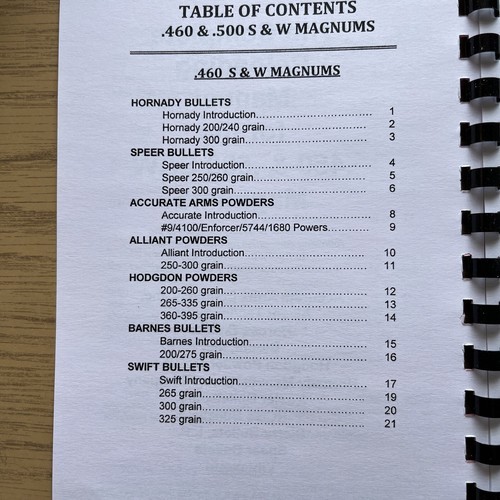 TABLE OF CONTENTS
.460 & .500 S & W MAGNUMS
.460 S & W MAGNUMS
HORNADY BULLETS
Hornady Introduction........................................ 1
Hornady 200/240 grain..................................... 2
Hornady 300 grain........................................... 3
SPEER BULLETS
Speer Introduction........................................... 4
Speer 250/260 grain........................................ 5
Speer 300 grain............................................... 6
ACCURATE ARMS POWDERS
Accurate Introduction....................................... 8
#9/4100/Enforcer/5744/1680 Powers............ 9
ALLIANT POWDERS
Alliant Introduction........................................... 10
250-300 grain.................................................. 11
HODGDON POWDERS
200-260 grain.................................................. 12
265-335 grain.................................................. 13
360-395 grain.................................................. 14
BARNES BULLETS
Barnes Introduction.......................................... 15
200/275 grain.................................................. 16
SWIFT BULLETS
Swift Introduction............................................. 17
265 grain......................................................... 19
300 grain......................................................... 20
325 grain......................................................... 21